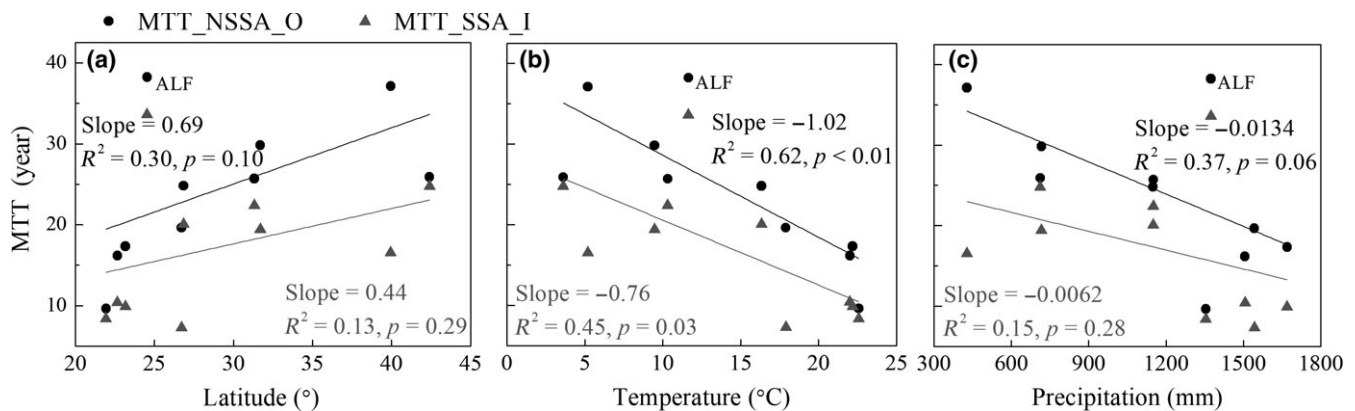 MTT_NSSA_O MTT_SSA_I
MTT (year)
40
30
20
10
(a)
ALF
Slope = 0.69
R² = 0.30, p = 0.10
Slope = 0.44
R² = 0.13, p = 0.29
20 25 30 35 40 45
Latitude (°)
(b)
ALF
Slope = −1.02
R² = 0.62, p < 0.01
Slope = −0.76
R² = 0.45, p = 0.03
0 5 10 15 20 25
Temperature (°C)
(c)
ALF
Slope = −0.0134
R² = 0.37, p = 0.06
Slope = −0.0062
R² = 0.15, p = 0.28
300 600 900 1200 1500 1800
Precipitation (mm)